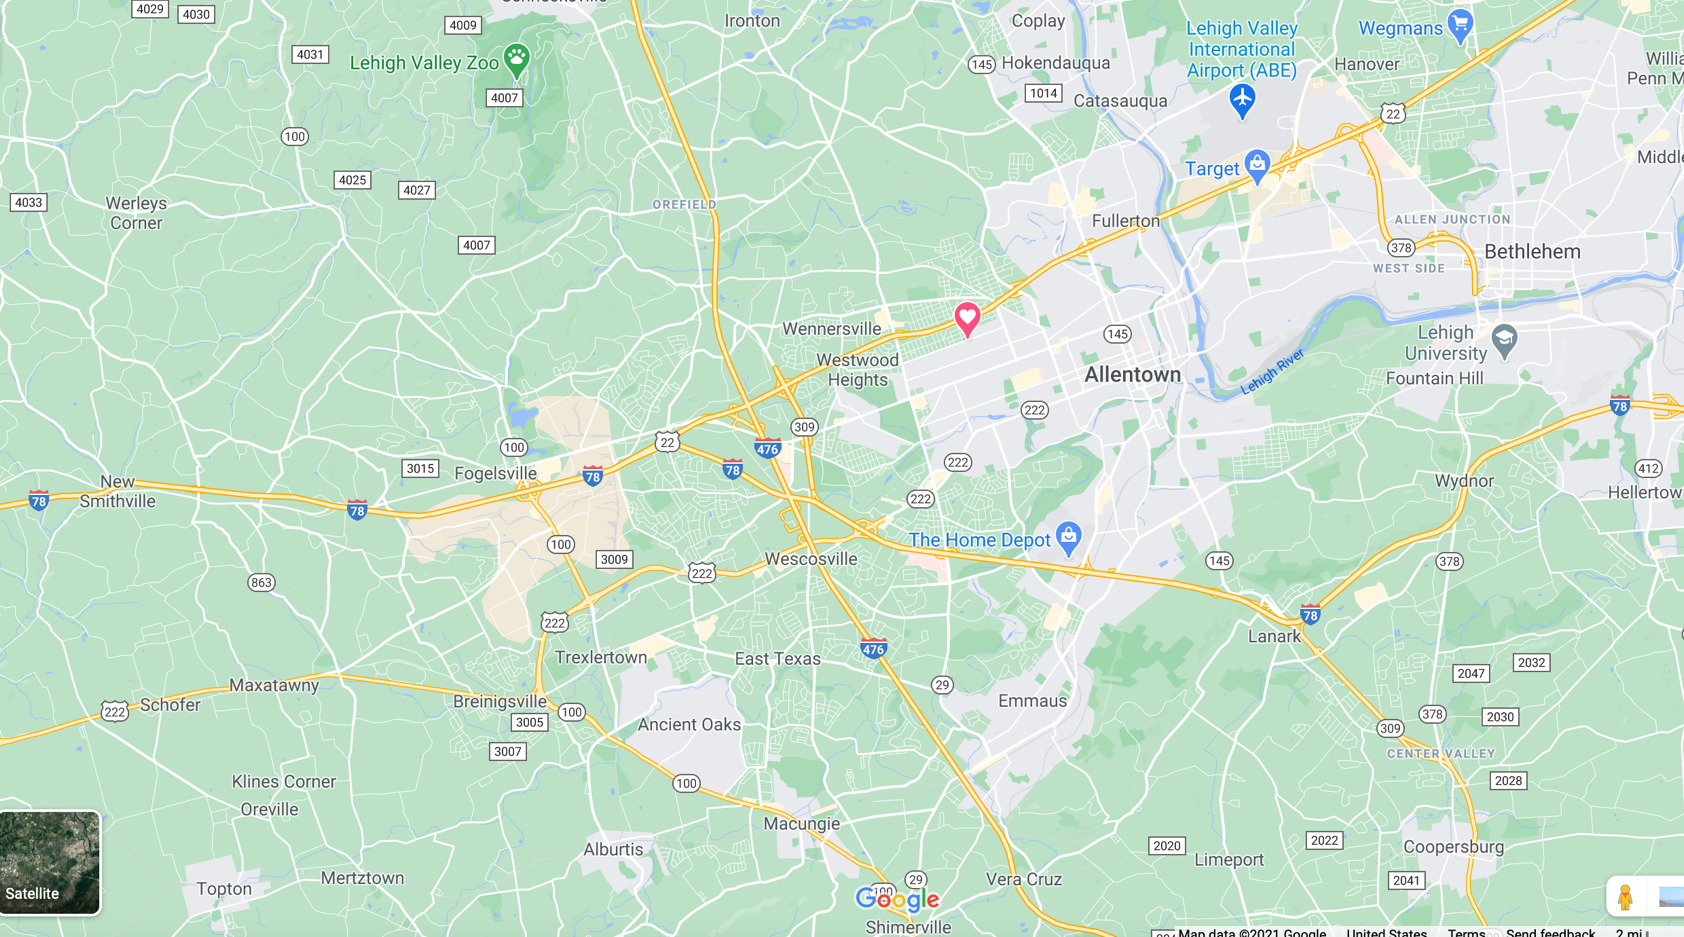 4029
4030
4009
Ironton
Coplay
Lehigh Valley
International
Airport (ABE)
Wegmans
4031
Lehigh Valley Zoo
4007
145
Hokendauqua
1014
Catasauqua
Hanover
Penn M
100
22
Target
4025
4027
4033
Werleys
Corner
OREFIELD
Fullerton
ALLEN JUNCTION
4007
378
Bethlehem
WEST SIDE
Wennersville
145
Lehigh
University
Westwood
Heights
Allentown
Lehigh River
Fountain Hill
222
78
309
22
476
100
3015
Fogelsville
78
78
222
222
412
Wydnor
New
Smithville
78
78
100
3009
The Home Depot
Wescosville
222
145
378
863
222
78
Lanark
476
Trexlertown
East Texas
2032
2047
Maxatawny
29
Emmaus
Schofer
222
Breinigsville
3005
100
Ancient Oaks
378
2030
309
CENTER VALLEY
3007
Klines Corner
100
2028
Oreville
Macungie
Alburtis
2020
2022
Limeport
Coopersburg
Satellite
Topton
Mertztown
29
Vera Cruz
2041
100
Google
Shimerville
Map data ©2021 Google
United States
Terms
Send feedback
2 mi